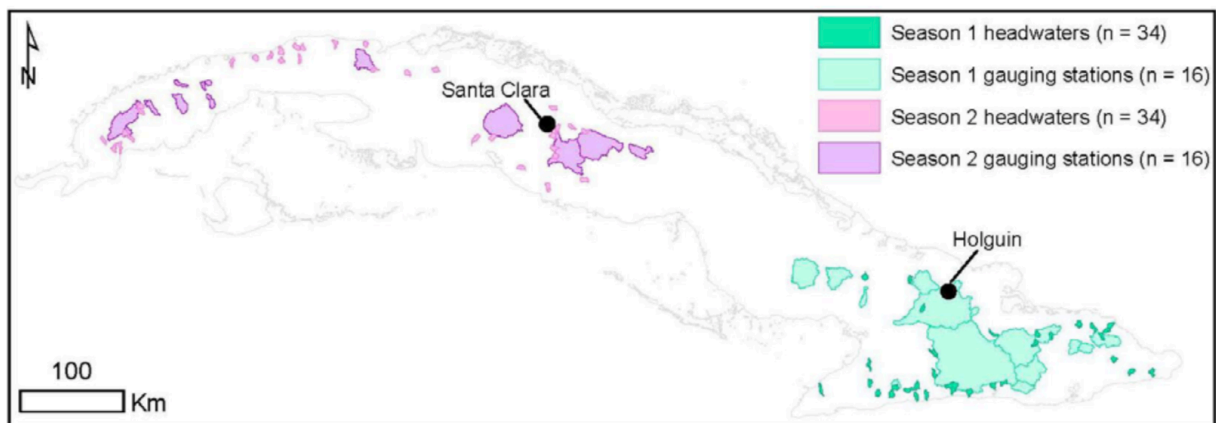 N
Santa Clara
Holguin
Season 1 headwaters (n = 34)
Season 1 gauging stations (n = 16)
Season 2 headwaters (n = 34)
Season 2 gauging stations (n = 16)
100
Km